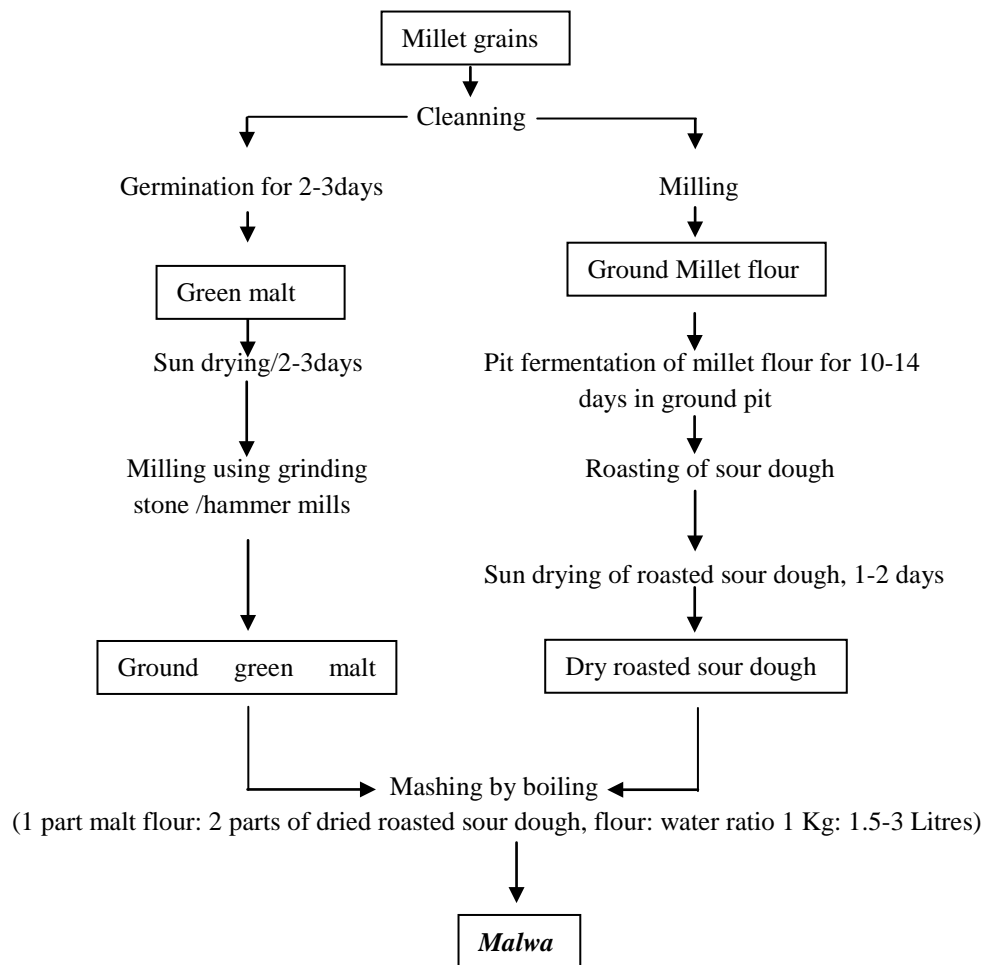 Millet grains
Cleanning
Germination for 2-3days
Milling
Green malt
Ground Millet flour
Sun drying/2-3days
Pit fermentation of millet flour for 10-14
days in ground pit
Milling using grinding
stone /hammer mills
Roasting of sour dough
Sun drying of roasted sour dough, 1-2 days
Ground green malt
Dry roasted sour dough
Mashing by boiling
(1 part malt flour: 2 parts of dried roasted sour dough, flour: water ratio 1 Kg: 1.5-3 Litres)
Malwa